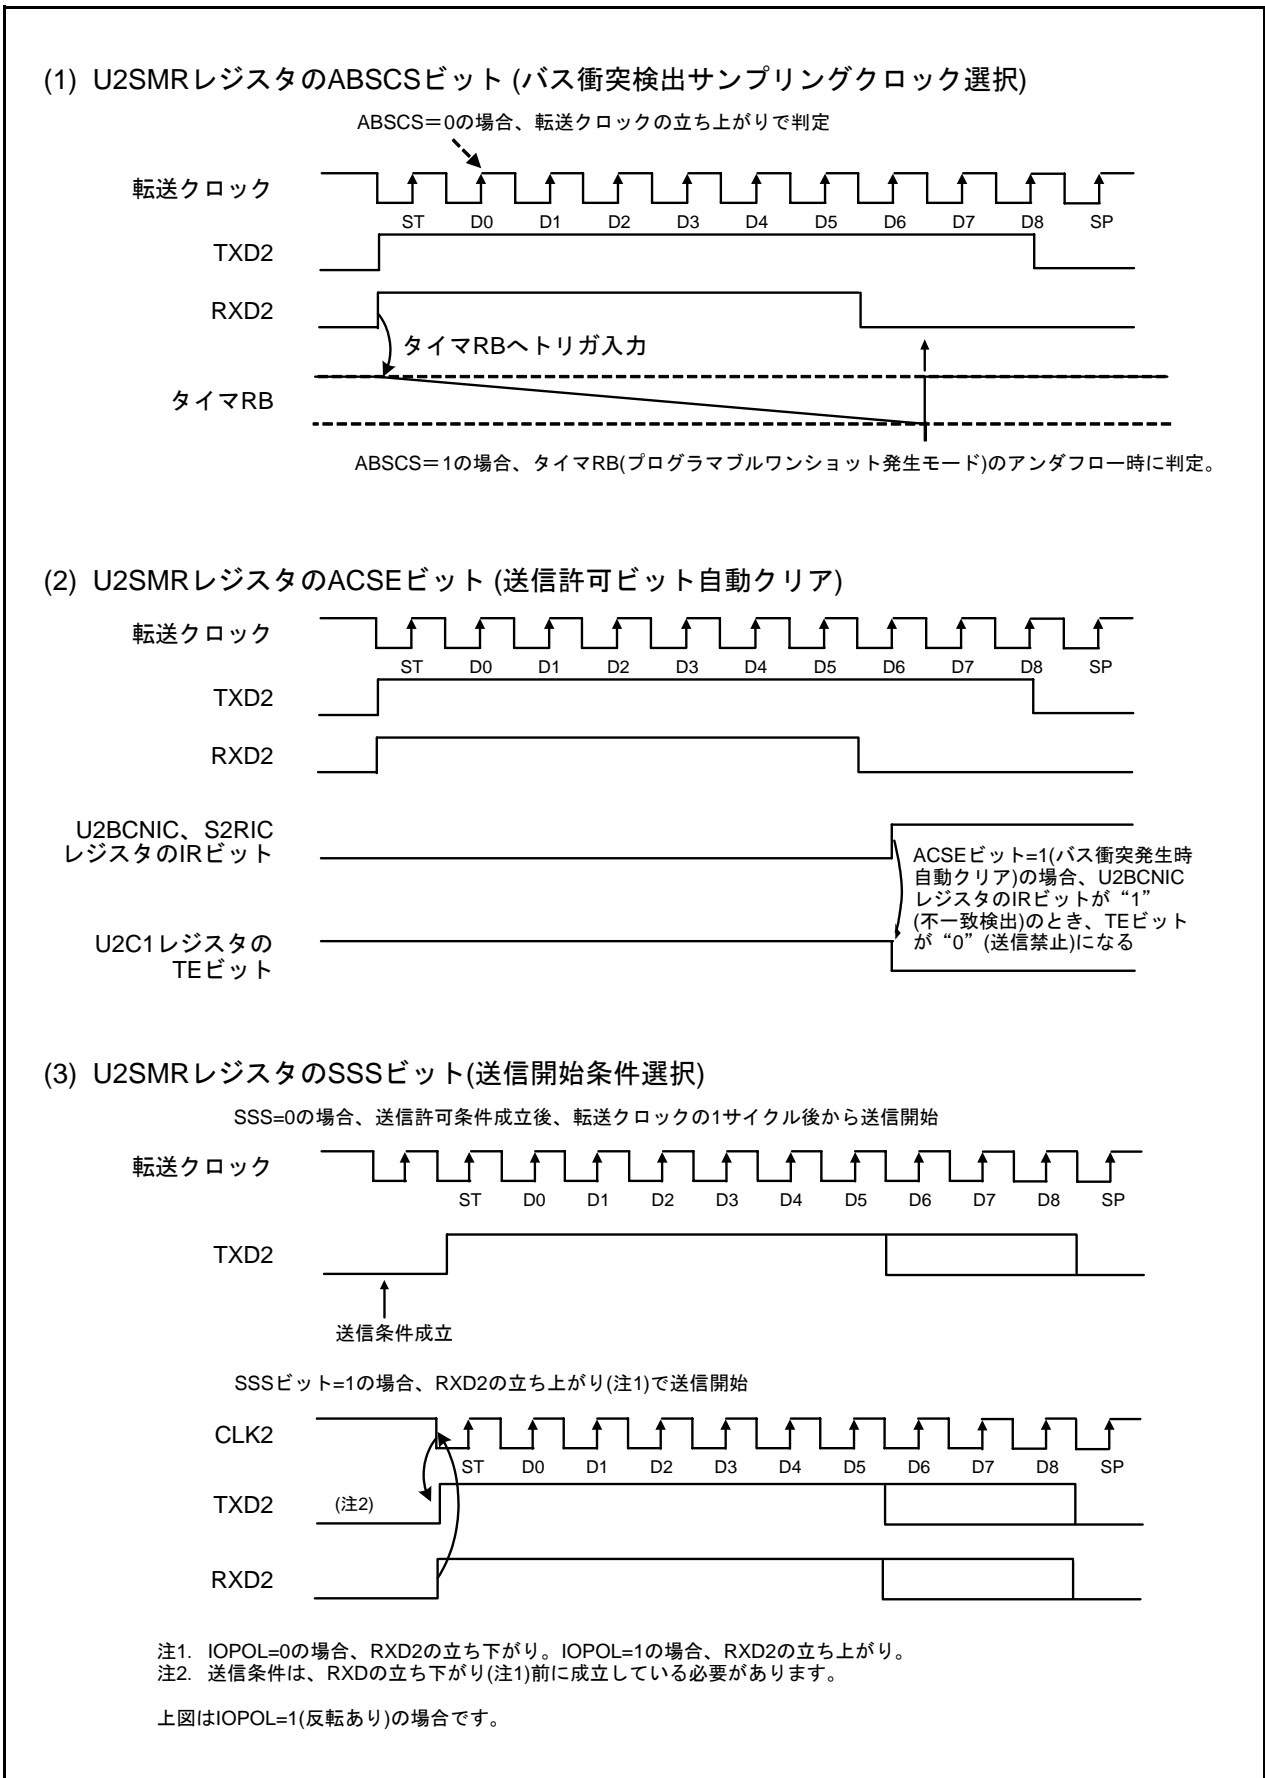 (1) U2SMRレジスタのABSCSビット (バス衝突検出サンプリングクロック選択)
ABSCS＝0の場合、転送クロックの立ち上がりで判定
転送クロック
ST D0 D1 D2 D3 D4 D5 D6 D7 D8 SP
TXD2
RXD2
タイマRBへトリガ入力
タイマRB
ABSCS＝1の場合、タイマRB(プログラマブルワンショット発生モード)のアンダフロー時に判定。
(2) U2SMRレジスタのACSEビット (送信許可ビット自動クリア)
転送クロック
ST D0 D1 D2 D3 D4 D5 D6 D7 D8 SP
TXD2
RXD2
U2BCNIC、S2RIC
レジスタのIRビット
ACSEビット=1(バス衝突発生時
自動クリア)の場合、U2BCNIC
レジスタのIRビットが“1”
(不一致検出)のとき、TEビット
が“0”(送信禁止)になる
U2C1レジスタの
TEビット
(3) U2SMRレジスタのSSSビット(送信開始条件選択)
SSS=0の場合、送信許可条件成立後、転送クロックの1サイクル後から送信開始
転送クロック
ST D0 D1 D2 D3 D4 D5 D6 D7 D8 SP
TXD2
送信条件成立
SSSビット=1の場合、RXD2の立ち上がり(注1)で送信開始
CLK2
ST D0 D1 D2 D3 D4 D5 D6 D7 D8 SP
TXD2
(注2)
RXD2
注1. IOPOL=0の場合、RXD2の立ち下がり。IOPOL=1の場合、RXD2の立ち上がり。
注2. 送信条件は、RXDの立ち下がり(注1)前に成立している必要があります。
上図はIOPOL=1(反転あり)の場合です。